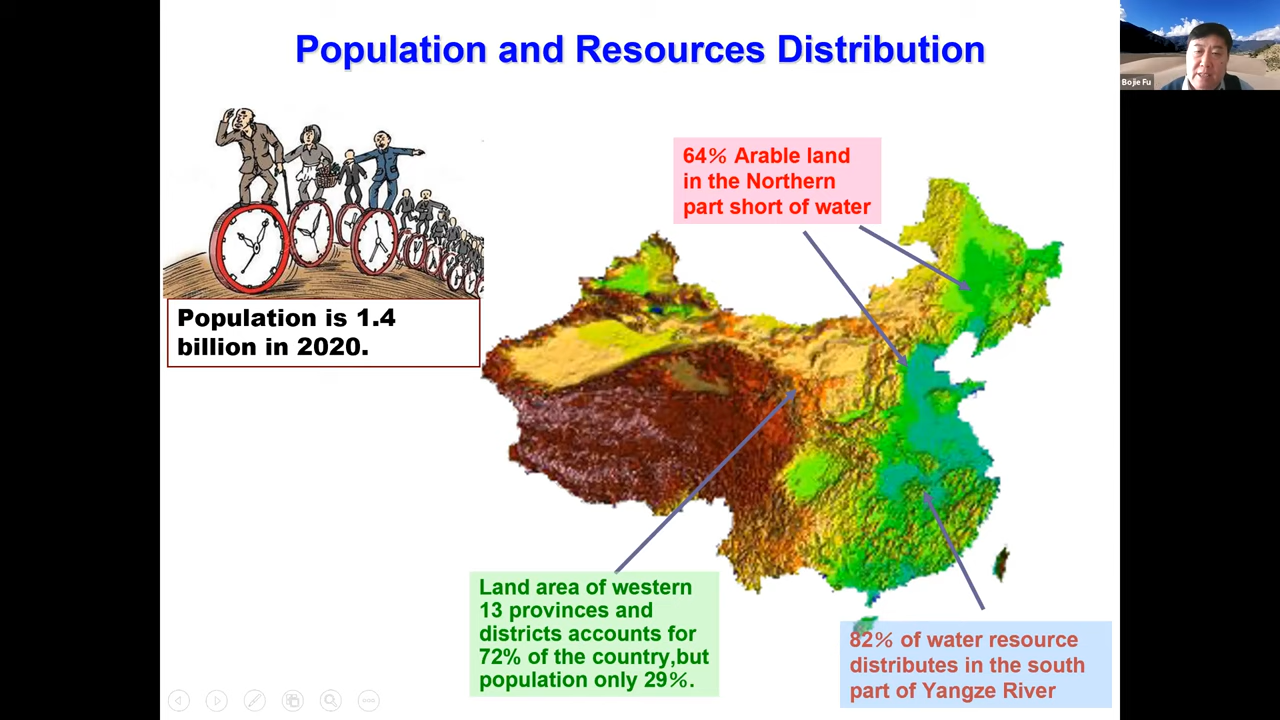 Population and Resources Distribution
Bojie Fu
64% Arable land
in the Northern
part short of water
Population is 1.4
billion in 2020.
Land area of western
13 provinces and
districts accounts for
72% of the country,but
population only 29%.
82% of water resource
distributes in the south
part of Yangze River